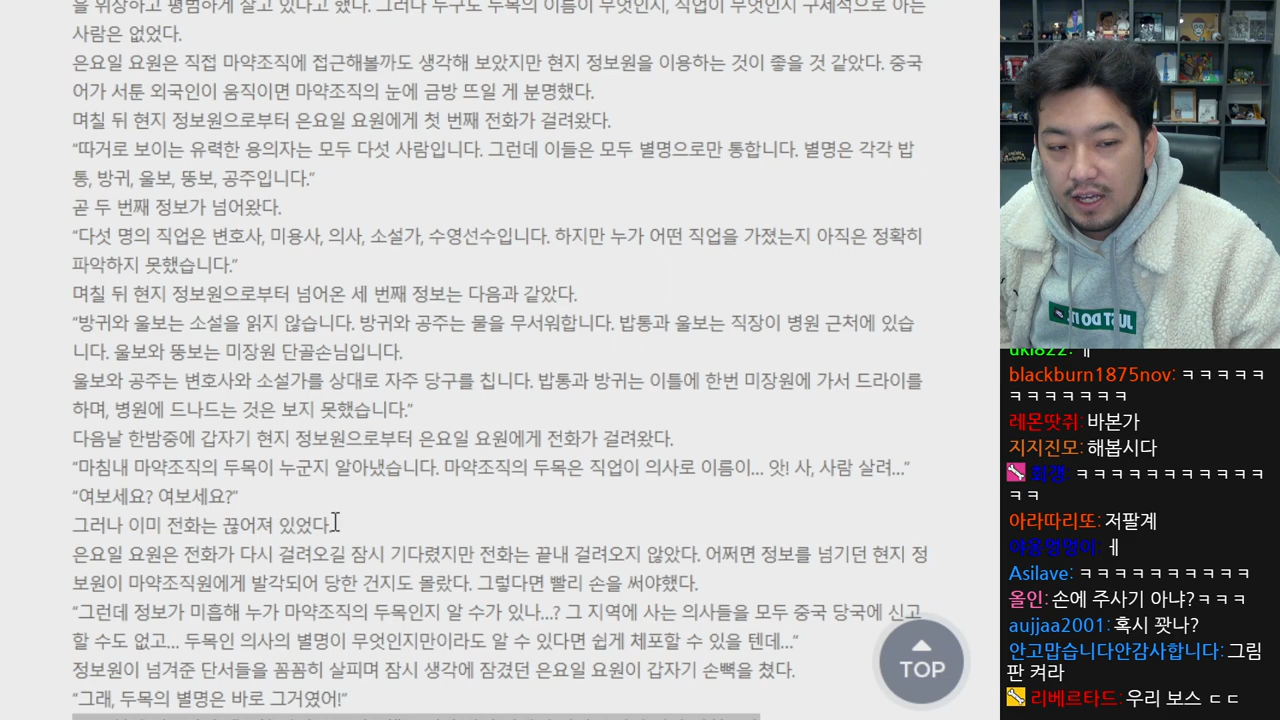 을 위장하고 평범하게 살고 있다고 했다. 그러나 누구도 두목의 이름이 무엇인지, 직업이 무엇인지 구체적으로 아는
사람은 없었다.
은요일 요원은 직접 마약조직에 접근해볼까도 생각해 보았지만 현지 정보원을 이용하는 것이 좋을 것 같았다. 중국
어가 서툰 외국인이 움직이면 마약조직의 눈에 금방 뜨일 게 분명했다.
며칠 뒤 현지 정보원으로부터 은요일 요원에게 첫 번째 전화가 걸려왔다.
“따거로 보이는 유력한 용의자는 모두 다섯 사람입니다. 그런데 이들은 모두 별명으로만 통합니다. 별명은 각각 밥
통, 방귀, 울보, 뚱보, 공주입니다.”
곧 두 번째 정보가 넘어왔다.
“다섯 명의 직업은 변호사, 미용사, 의사, 소설가, 수영선수입니다. 하지만 누가 어떤 직업을 가졌는지 아직은 정확히
파악하지 못했습니다.”
며칠 뒤 현지 정보원으로부터 넘어온 세 번째 정보는 다음과 같았다.
“방귀와 울보는 소설을 읽지 않습니다. 방귀와 공주는 물을 무서워합니다. 밥통과 울보는 직장이 병원 근처에 있습
니다. 울보와 뚱보는 미장원 단골손님입니다.
울보와 공주는 변호사와 소설가를 상대로 자주 당구를 칩니다. 밥통과 방귀는 이틀에 한번 미장원에 가서 드라이를
하며, 병원에 드나드는 것은 보지 못했습니다.”
다음날 한밤중에 갑자기 현지 정보원으로부터 은요일 요원에게 전화가 걸려왔다.
“마침내 마약조직의 두목이 누군지 알아냈습니다. 마약조직의 두목은 직업이 의사로 이름이... 앗! 사, 사람 살려...”
“여보세요? 여보세요?”
그러나 이미 전화는 끊어져 있었다.
은요일 요원은 전화가 다시 걸려오길 잠시 기다렸지만 전화는 끝내 걸려오지 않았다. 어쩌면 정보를 넘기던 현지 정
보원이 마약조직원에게 발각되어 당한 건지도 몰랐다. 그렇다면 빨리 손을 써야했다.
“그런데 정보가 미흡해 누가 마약조직의 두목인지 알 수가 있나...? 그 지역에 사는 의사들을 모두 중국 당국에 신고
할 수도 없고... 두목인 의사의 별명이 무엇인지만이라도 알 수 있다면 쉽게 체포할 수 있을 텐데...“
정보원이 넘겨준 단서들을 꼼꼼히 살피며 잠시 생각에 잠겼던 은요일 요원이 갑자기 손뼉을 쳤다.
“그래, 두목의 별명은 바로 그거였어!”
TOP
JUST DO IT.
uki822: ㅔ
blackburn1875nov: ㅋㅋㅋㅋㅋ
ㅋㅋㅋㅋㅋㅋㅋ
레몬땃쥐: 바본가
지지진모: 해봅시다
화갱: ㅋㅋㅋㅋㅋㅋㅋㅋㅋㅋㅋ
ㅋㅋ
아라따리또: 저팔계
야옹멍멍이: ㅔ
Asilave: ㅋㅋㅋㅋㅋㅋㅋㅋㅋㅋ
올인: 손에 주사기 아냐?ㅋㅋㅋ
aujjaa2001: 혹시 꽛나?
안고맙습니다안감사합니다: 그림
판 켜라
리베르타드: 우리 보스 ㄷㄷ